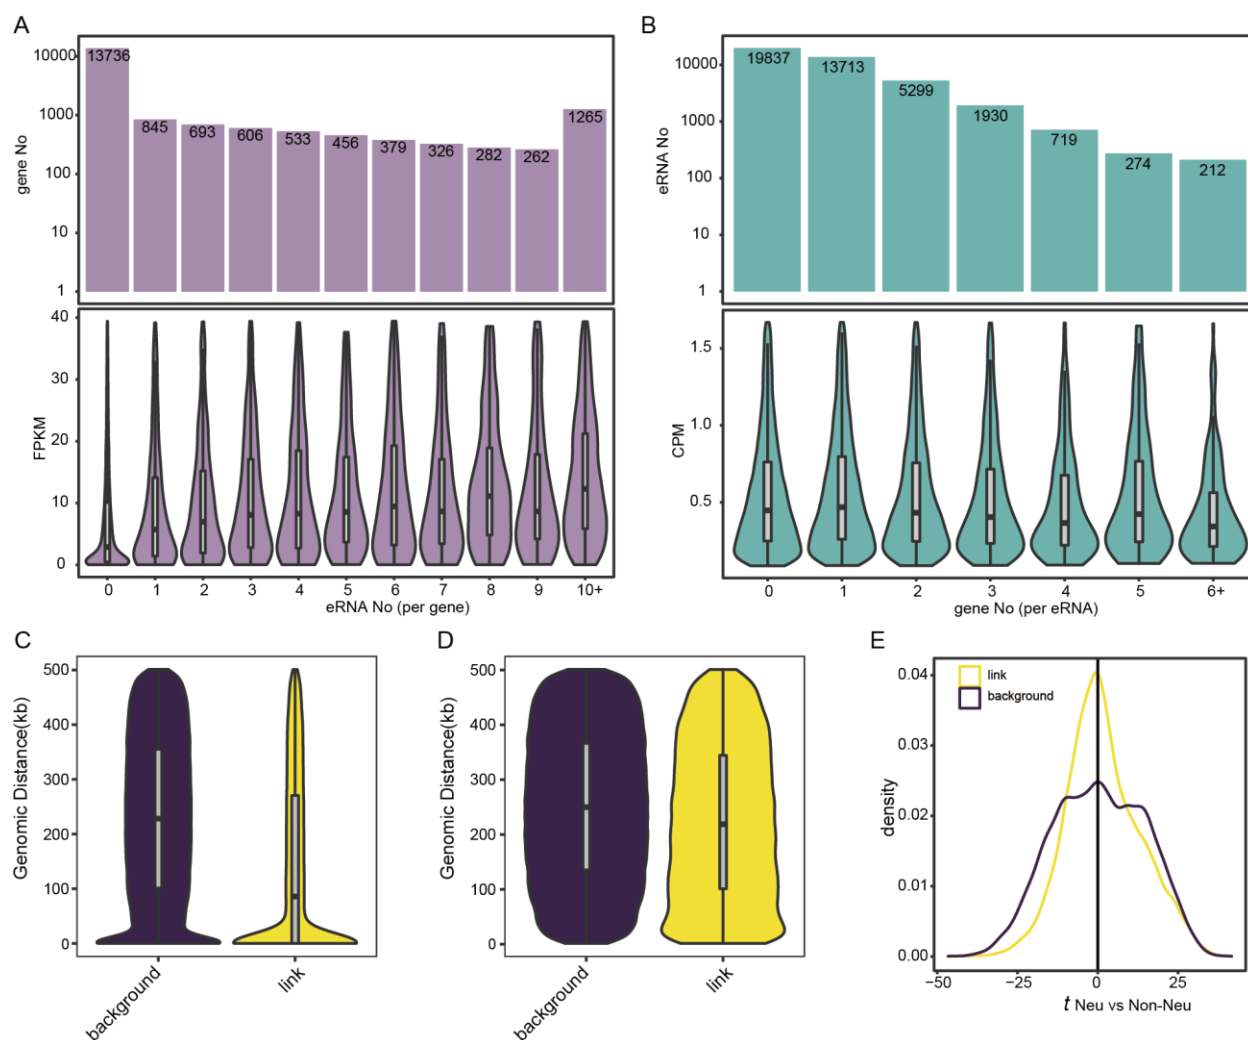 A
gene No
10000
1000
100
10
1
13736
845
693
606
533
456
379
326
282
262
1265
FPKM
40
30
20
10
0
0 1 2 3 4 5 6 7 8 9 10+
eRNA No (per gene)
B
eRNA No
10000
1000
100
10
1
19837
13713
5299
1930
719
274
212
CPM
1.5
1.0
0.5
0 1 2 3 4 5 6+
gene No (per eRNA)
C
Genomic Distance(kb)
500
400
300
200
100
0
background
link
D
Genomic Distance(kb)
500
400
300
200
100
0
background
link
E
density
0.04
0.03
0.02
0.01
0.00
link
background
−50 −25 0 25
t Neu vs Non-Neu